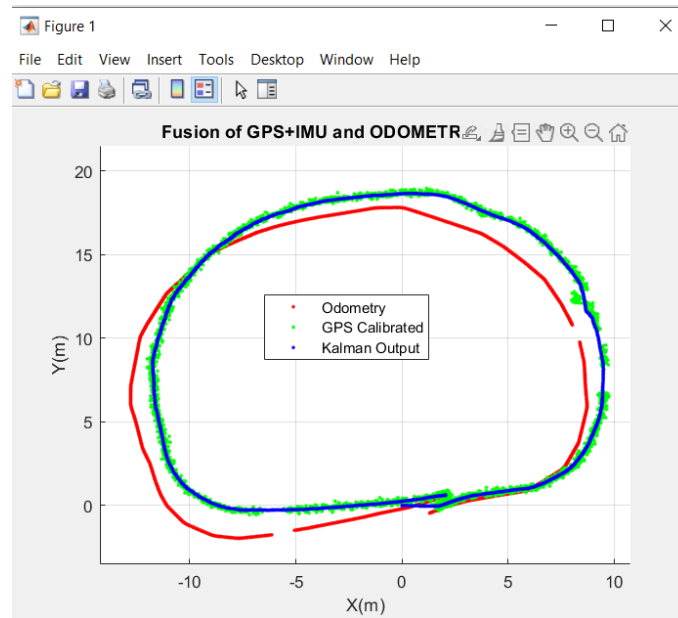 Figure 1
File Edit View Insert Tools Desktop Window Help
Fusion of GPS+IMU and ODOMETR
20
15
10
5
0
Y(m)
Odometry
GPS Calibrated
Kalman Output
-10 -5 0 5 10
X(m)